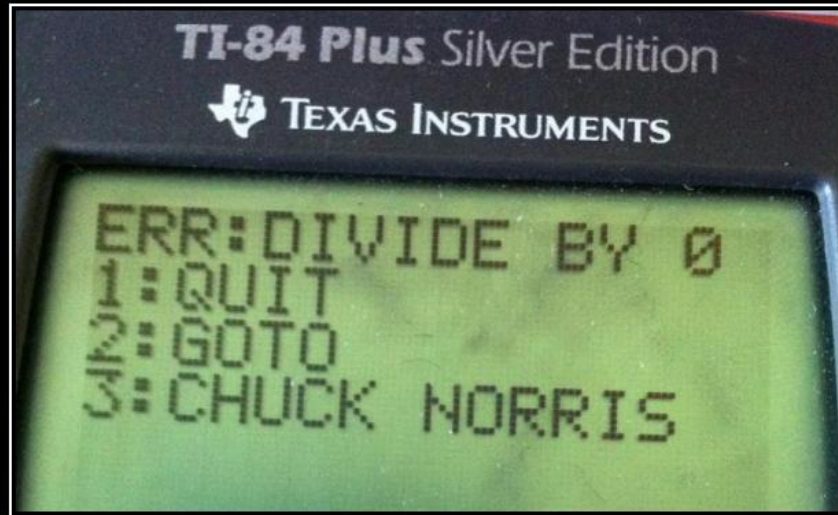 TI-84 Plus Silver Edition
TEXAS INSTRUMENTS
ERR:DIVIDE BY 0
1:QUIT
2:GOTO
3:CHUCK NORRIS